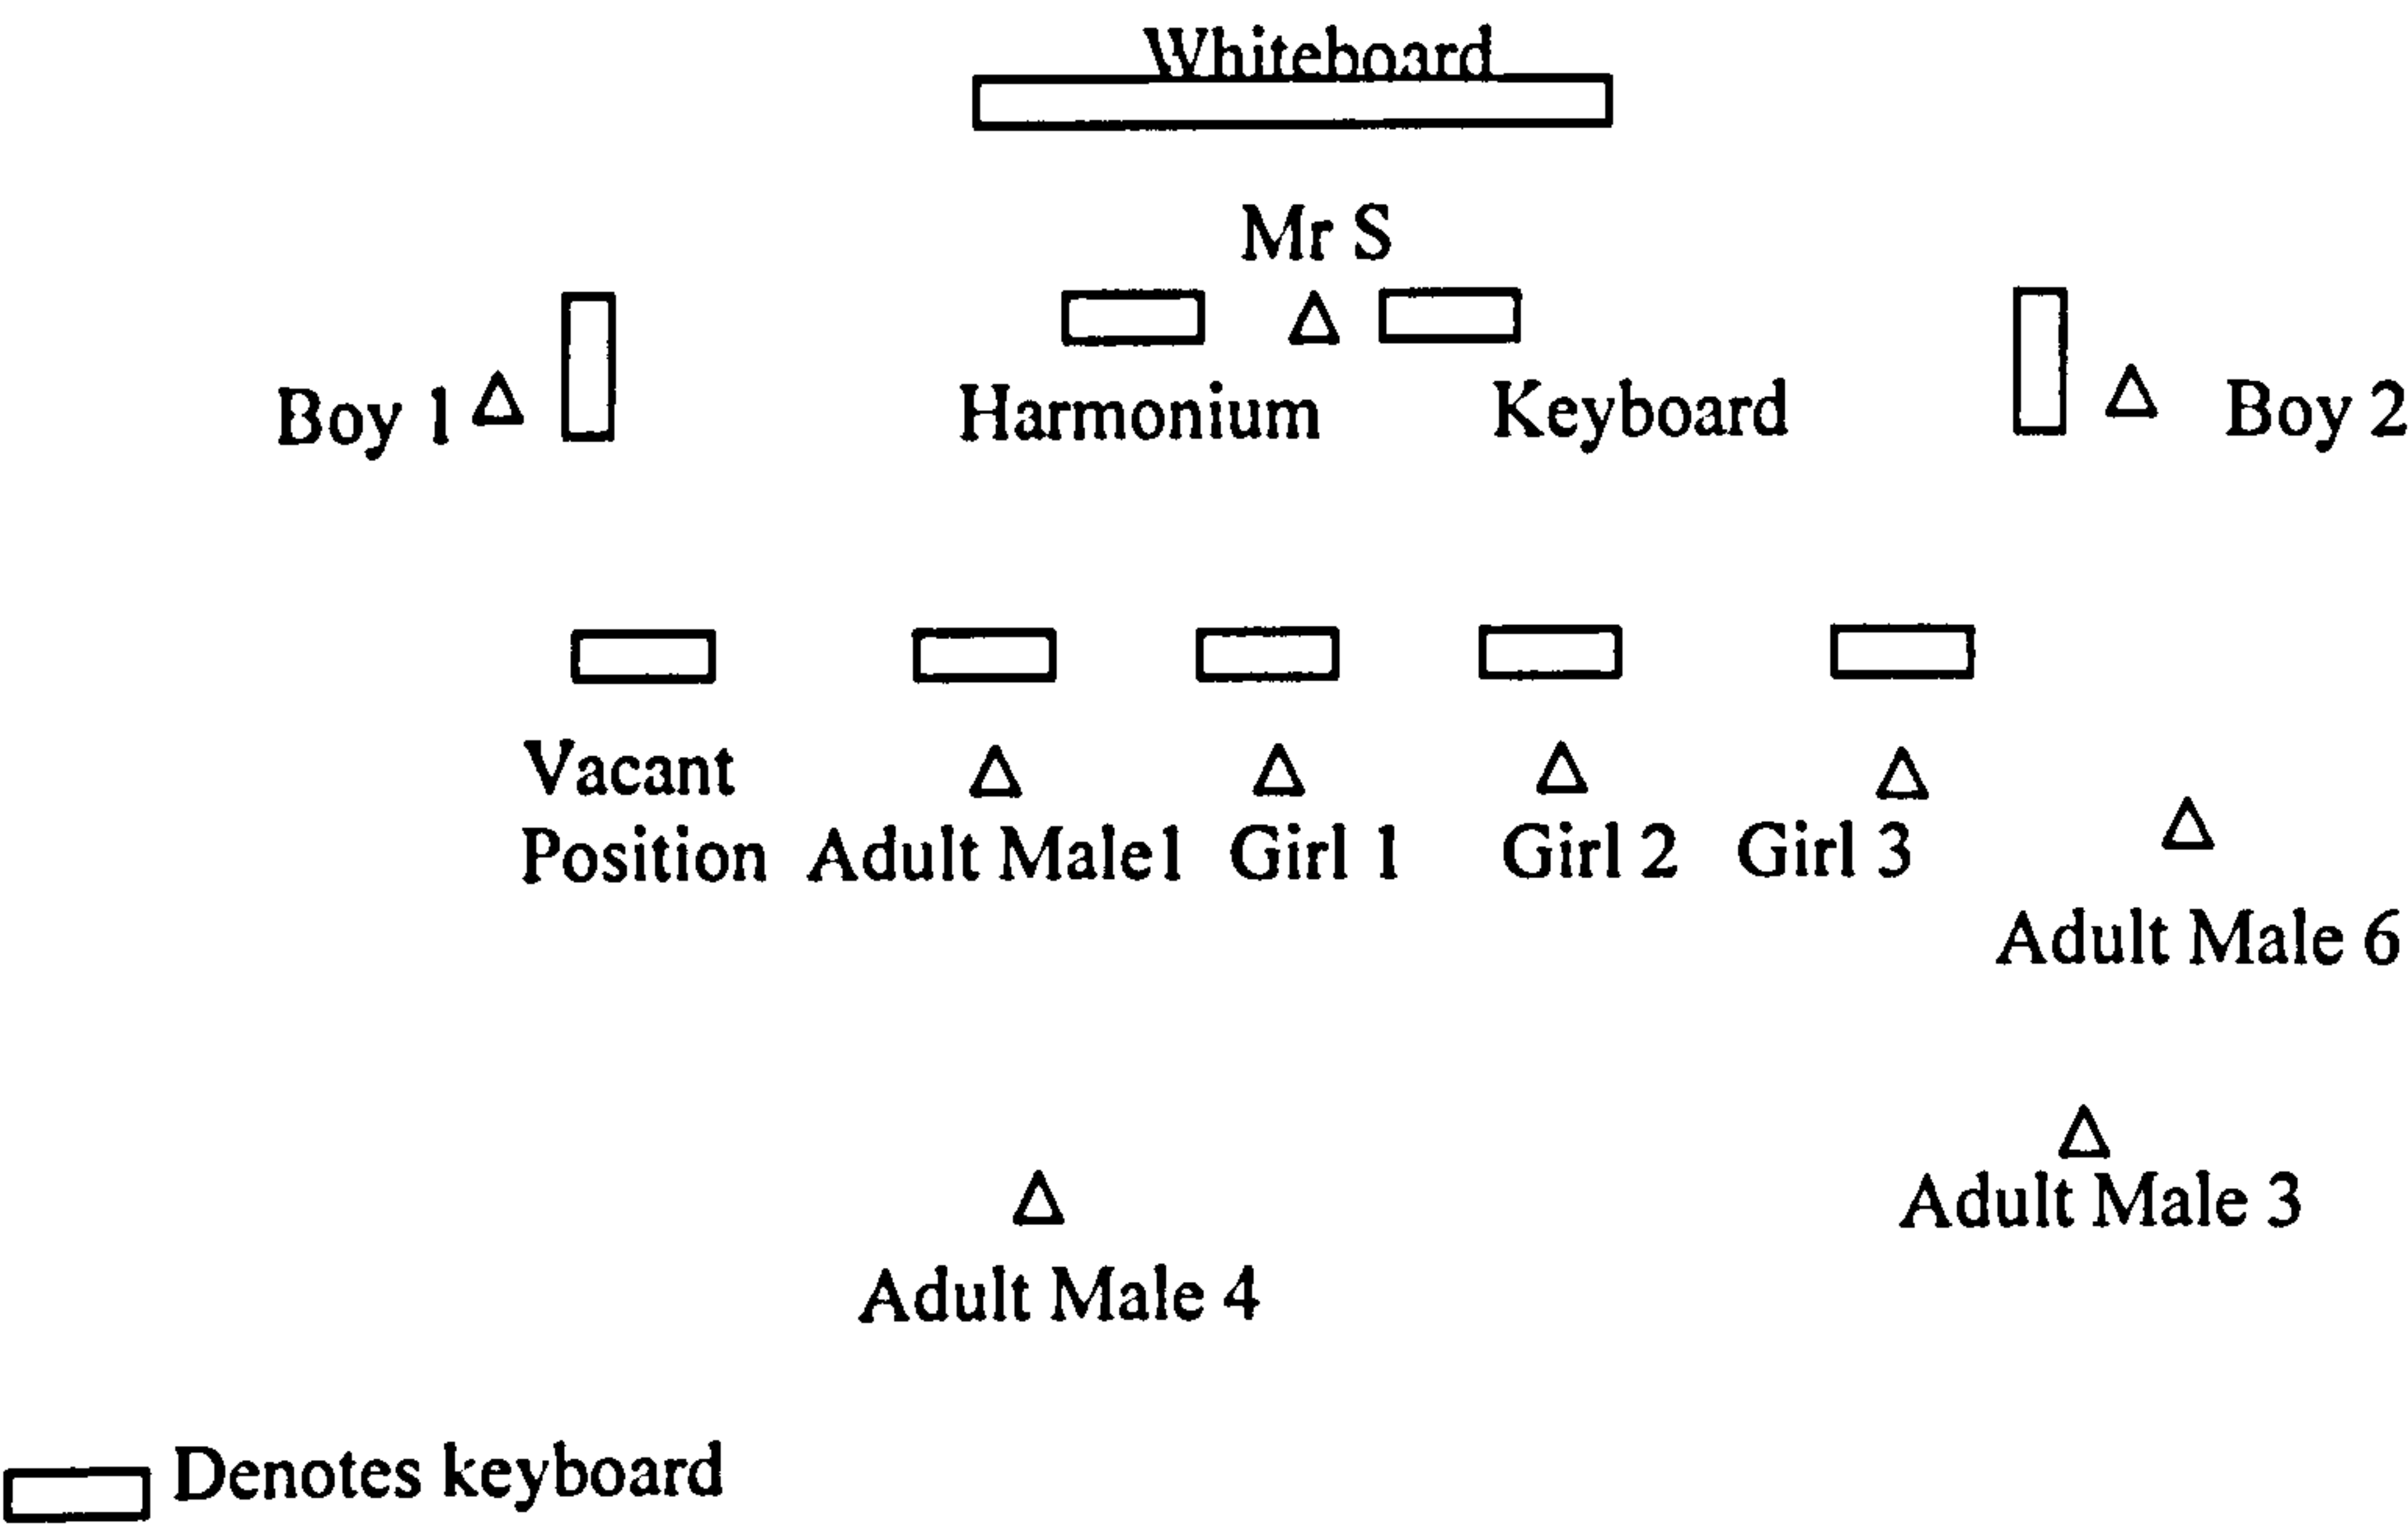 Whiteboard
Mr S
Boy 1
Harmonium
Keyboard
Boy 2
Vacant
Position
Adult Male1
Girl 1
Girl 2
Girl 3
Adult Male 6
Adult Male 3
Adult Male 4
Denotes keyboard